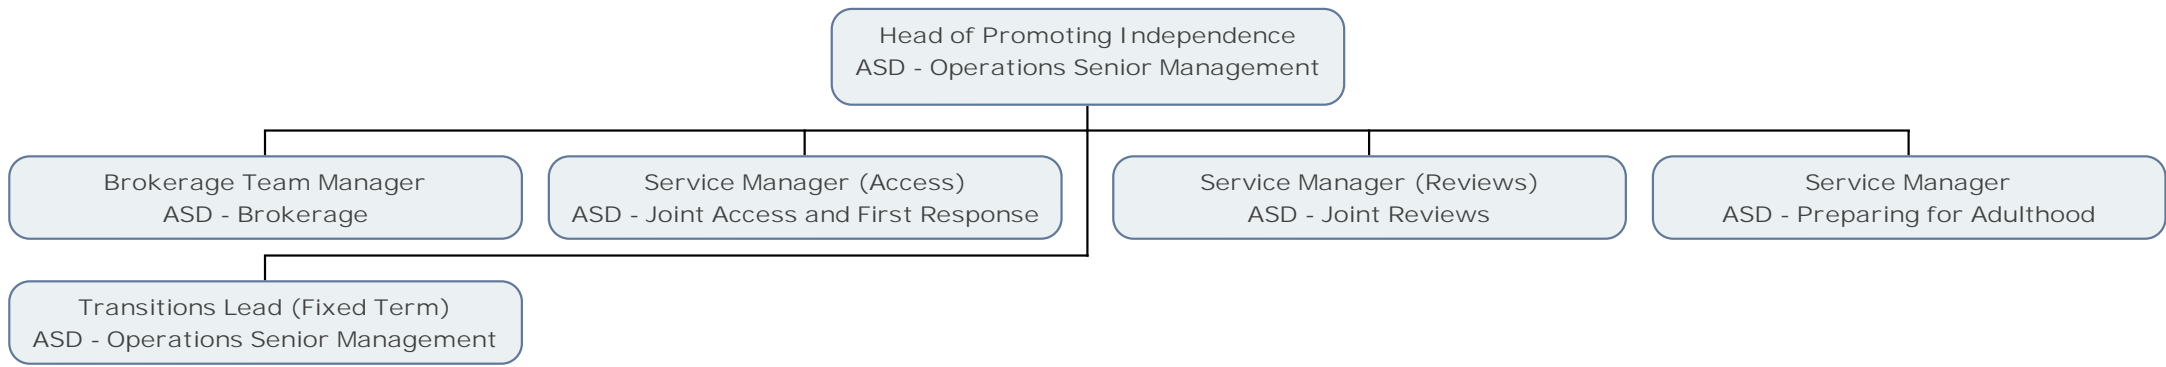 Head of Promoting Independence
ASD - Operations Senior Management
Brokerage Team Manager
ASD - Brokerage
Service Manager (Access)
ASD - Joint Access and First Response
Service Manager (Reviews)
ASD - Joint Reviews
Service Manager
ASD - Preparing for Adulthood
Transitions Lead (Fixed Term)
ASD - Operations Senior Management